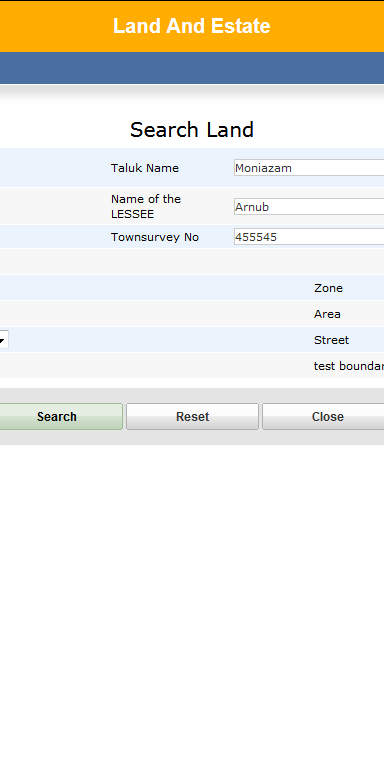 Land And Estate
Search Land
Taluk Name Moniazam
Name of the
LESSEE Arnub
Townsurvey No 455545
Zone
Area
Street
test
Search Reset Close